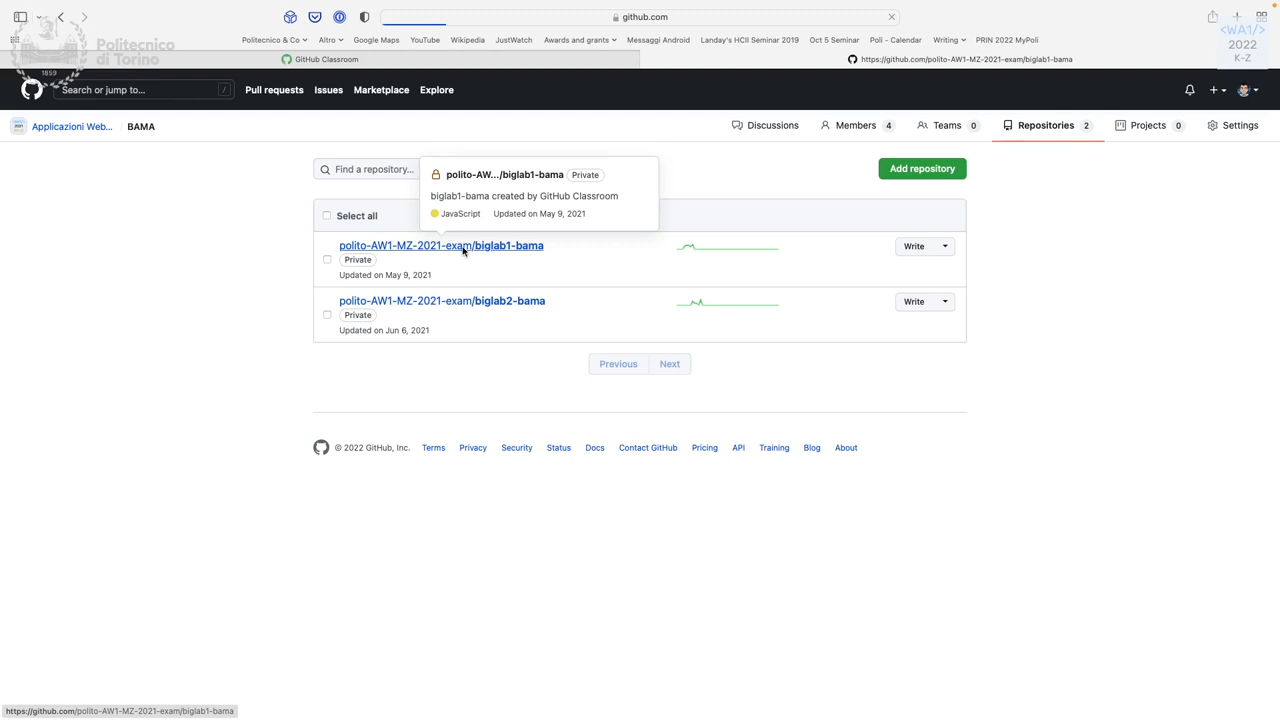 github.com
Politecnico & Co
Altro
Google Maps
YouTube
Wikipedia
JustWatch
Awards and grants
Messaggi Android
Landay's HCII Seminar 2019
Oct 5 Seminar
Poli - Calendar
Writing
PRIN 2022 MyPoli
Politecnico
di Torino
1859
<WA1/>
2022
K-Z
GitHub Classroom
https://github.com/polito-AW1-MZ-2021-exam/biglab1-bama
Search or jump to...
/
Pull requests
Issues
Marketplace
Explore
Applicazioni Web...
/
BAMA
Discussions
Members 4
Teams 0
Repositories 2
Projects 0
Settings
Find a repository...
Add repository
polito-AW.../biglab1-bama Private
biglab1-bama created by GitHub Classroom
JavaScript Updated on May 9, 2021
Select all
polito-AW1-MZ-2021-exam/biglab1-bama
Private
Updated on May 9, 2021
Write
polito-AW1-MZ-2021-exam/biglab2-bama
Private
Updated on Jun 6, 2021
Write
Previous
Next
© 2022 GitHub, Inc.
Terms
Privacy
Security
Status
Docs
Contact GitHub
Pricing
API
Training
Blog
About
https://github.com/polito-AW1-MZ-2021-exam/biglab1-bama